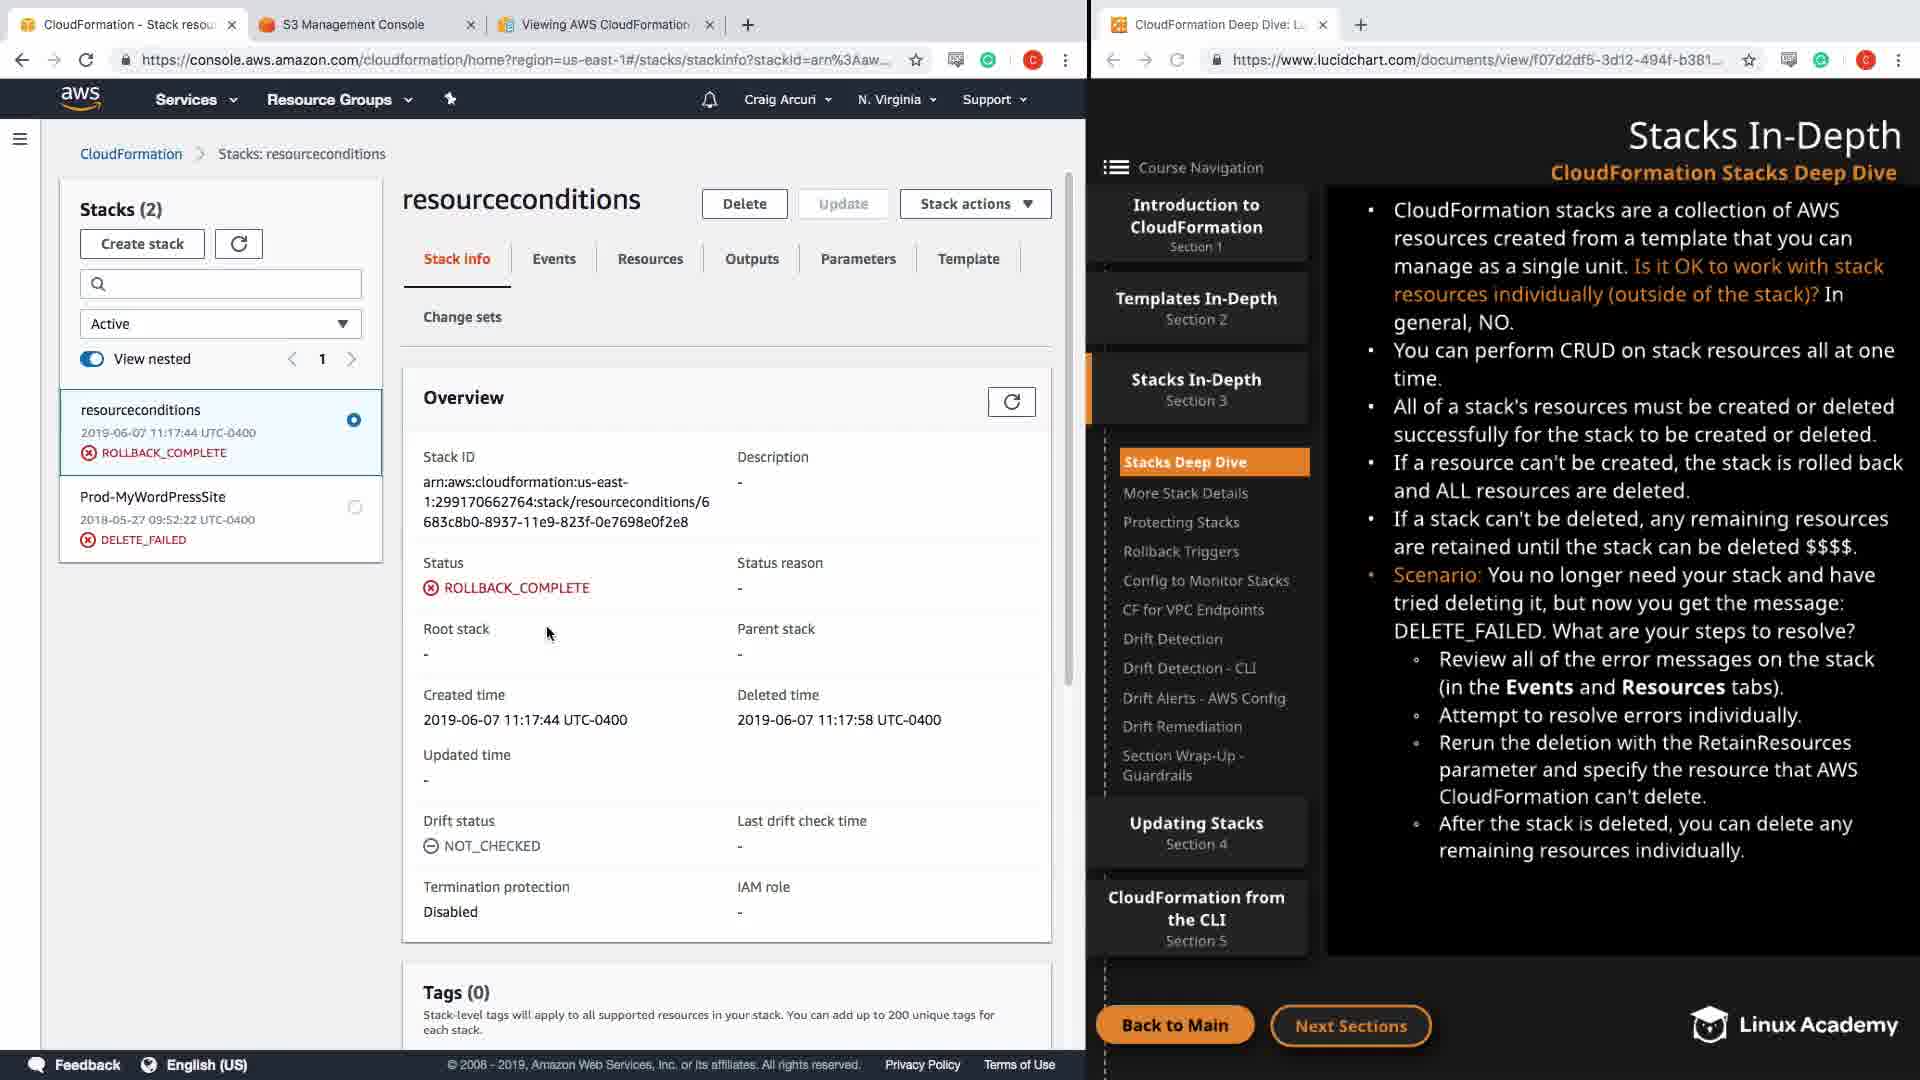 CloudFormation - Stack resou
S3 Management Console
Viewing AWS CloudFormation
https://console.aws.amazon.com/cloudformation/home?region=us-east-1#/stacks/stackinfo?stackId=arn%3Aaw...
aws
Services
Resource Groups
Craig Arcuri
N. Virginia
Support
CloudFormation
Stacks: resourceconditions
Stacks (2)
Create stack
Active
View nested
1
resourceconditions
2019-06-07 11:17:44 UTC-0400
ROLLBACK_COMPLETE
Prod-MyWordPressSite
2018-05-27 09:52:22 UTC-0400
DELETE_FAILED
resourceconditions
Delete
Update
Stack actions
Stack info
Events
Resources
Outputs
Parameters
Template
Change sets
Overview
Stack ID
arn:aws:cloudformation:us-east-
1:299170662764:stack/resourceconditions/6
683c8b0-8937-11e9-823f-0e7698e0f2e8
Description
-
Status
ROLLBACK_COMPLETE
Status reason
-
Root stack
-
Parent stack
-
Created time
2019-06-07 11:17:44 UTC-0400
Deleted time
2019-06-07 11:17:58 UTC-0400
Updated time
-
Drift status
NOT_CHECKED
Last drift check time
-
Termination protection
Disabled
IAM role
-
Tags (0)
Stack-level tags will apply to all supported resources in your stack. You can add up to 200 unique tags for
each stack.
Feedback
English (US)
© 2008 - 2019, Amazon Web Services, Inc. or its affiliates. All rights reserved.
Privacy Policy
Terms of Use
CloudFormation Deep Dive: L
https://www.lucidchart.com/documents/view/f07d2df5-3d12-494f-b381...
Stacks In-Depth
CloudFormation Stacks Deep Dive
Course Navigation
Introduction to
CloudFormation
Section 1
Templates In-Depth
Section 2
Stacks In-Depth
Section 3
Stacks Deep Dive
More Stack Details
Protecting Stacks
Rollback Triggers
Config to Monitor Stacks
CF for VPC Endpoints
Drift Detection
Drift Detection - CLI
Drift Alerts - AWS Config
Drift Remediation
Section Wrap-Up -
Guardrails
Updating Stacks
Section 4
CloudFormation from
the CLI
Section 5
• CloudFormation stacks are a collection of AWS
resources created from a template that you can
manage as a single unit. Is it OK to work with stack
resources individually (outside of the stack)? In
general, NO.
• You can perform CRUD on stack resources all at one
time.
• All of a stack's resources must be created or deleted
successfully for the stack to be created or deleted.
• If a resource can't be created, the stack is rolled back
and ALL resources are deleted.
• If a stack can't be deleted, any remaining resources
are retained until the stack can be deleted $$$$.
• Scenario: You no longer need your stack and have
tried deleting it, but now you get the message:
DELETE_FAILED. What are your steps to resolve?
◦ Review all of the error messages on the stack
(in the Events and Resources tabs).
◦ Attempt to resolve errors individually.
◦ Rerun the deletion with the RetainResources
parameter and specify the resource that AWS
CloudFormation can't delete.
◦ After the stack is deleted, you can delete any
remaining resources individually.
Back to Main
Next Sections
Linux Academy